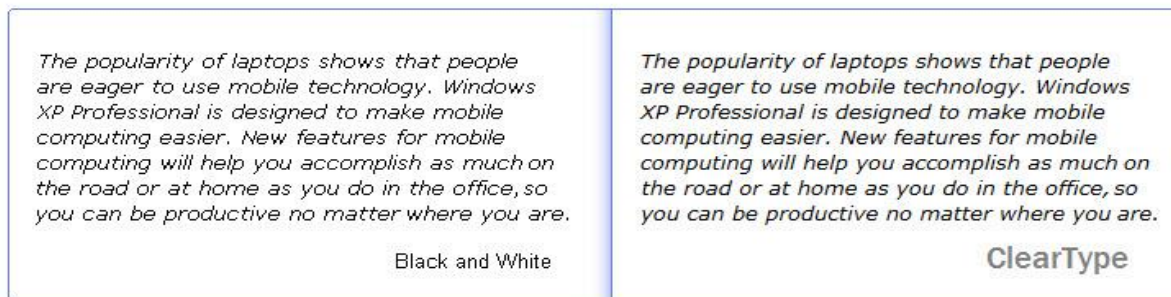 The popularity of laptops shows that people
are eager to use mobile technology. Windows
XP Professional is designed to make mobile
computing easier. New features for mobile
computing will help you accomplish as much on
the road or at home as you do in the office, so
you can be productive no matter where you are.
Black and White
The popularity of laptops shows that people
are eager to use mobile technology. Windows
XP Professional is designed to make mobile
computing easier. New features for mobile
computing will help you accomplish as much on
the road or at home as you do in the office, so
you can be productive no matter where you are.
ClearType